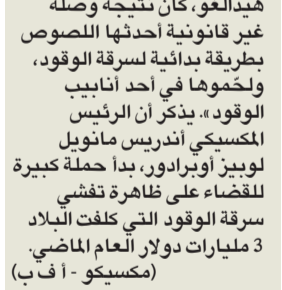 هيدالغو، كان نتيجة وصلة
غير قانونية أحدثها اللصوص
بطريقة بدائية لسرقة الوقود،
ولحّموها في أحد أنابيب
الوقود». يذكر أن الرئيس
المكسيكي أندريس مانويل
لوبيز أوبرادور، بدأ حملة كبيرة
للقضاء على ظاهرة تفشي
سرقة الوقود التي كلفت البلاد
3 مليارات دولار العام الماضي.
(مكسيكو - أ ف ب)